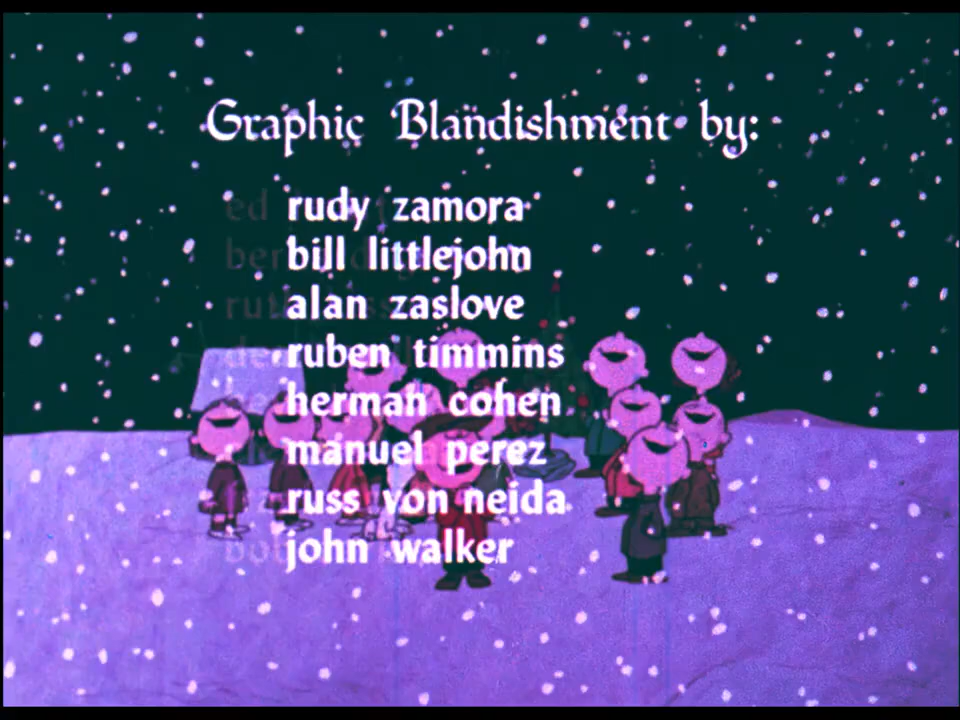 Graphic Blandishment by:
rudy zamora
bill littlejohn
alan zaslove
ruben timmins
herman cohen
manuel perez
russ von neida
john walker